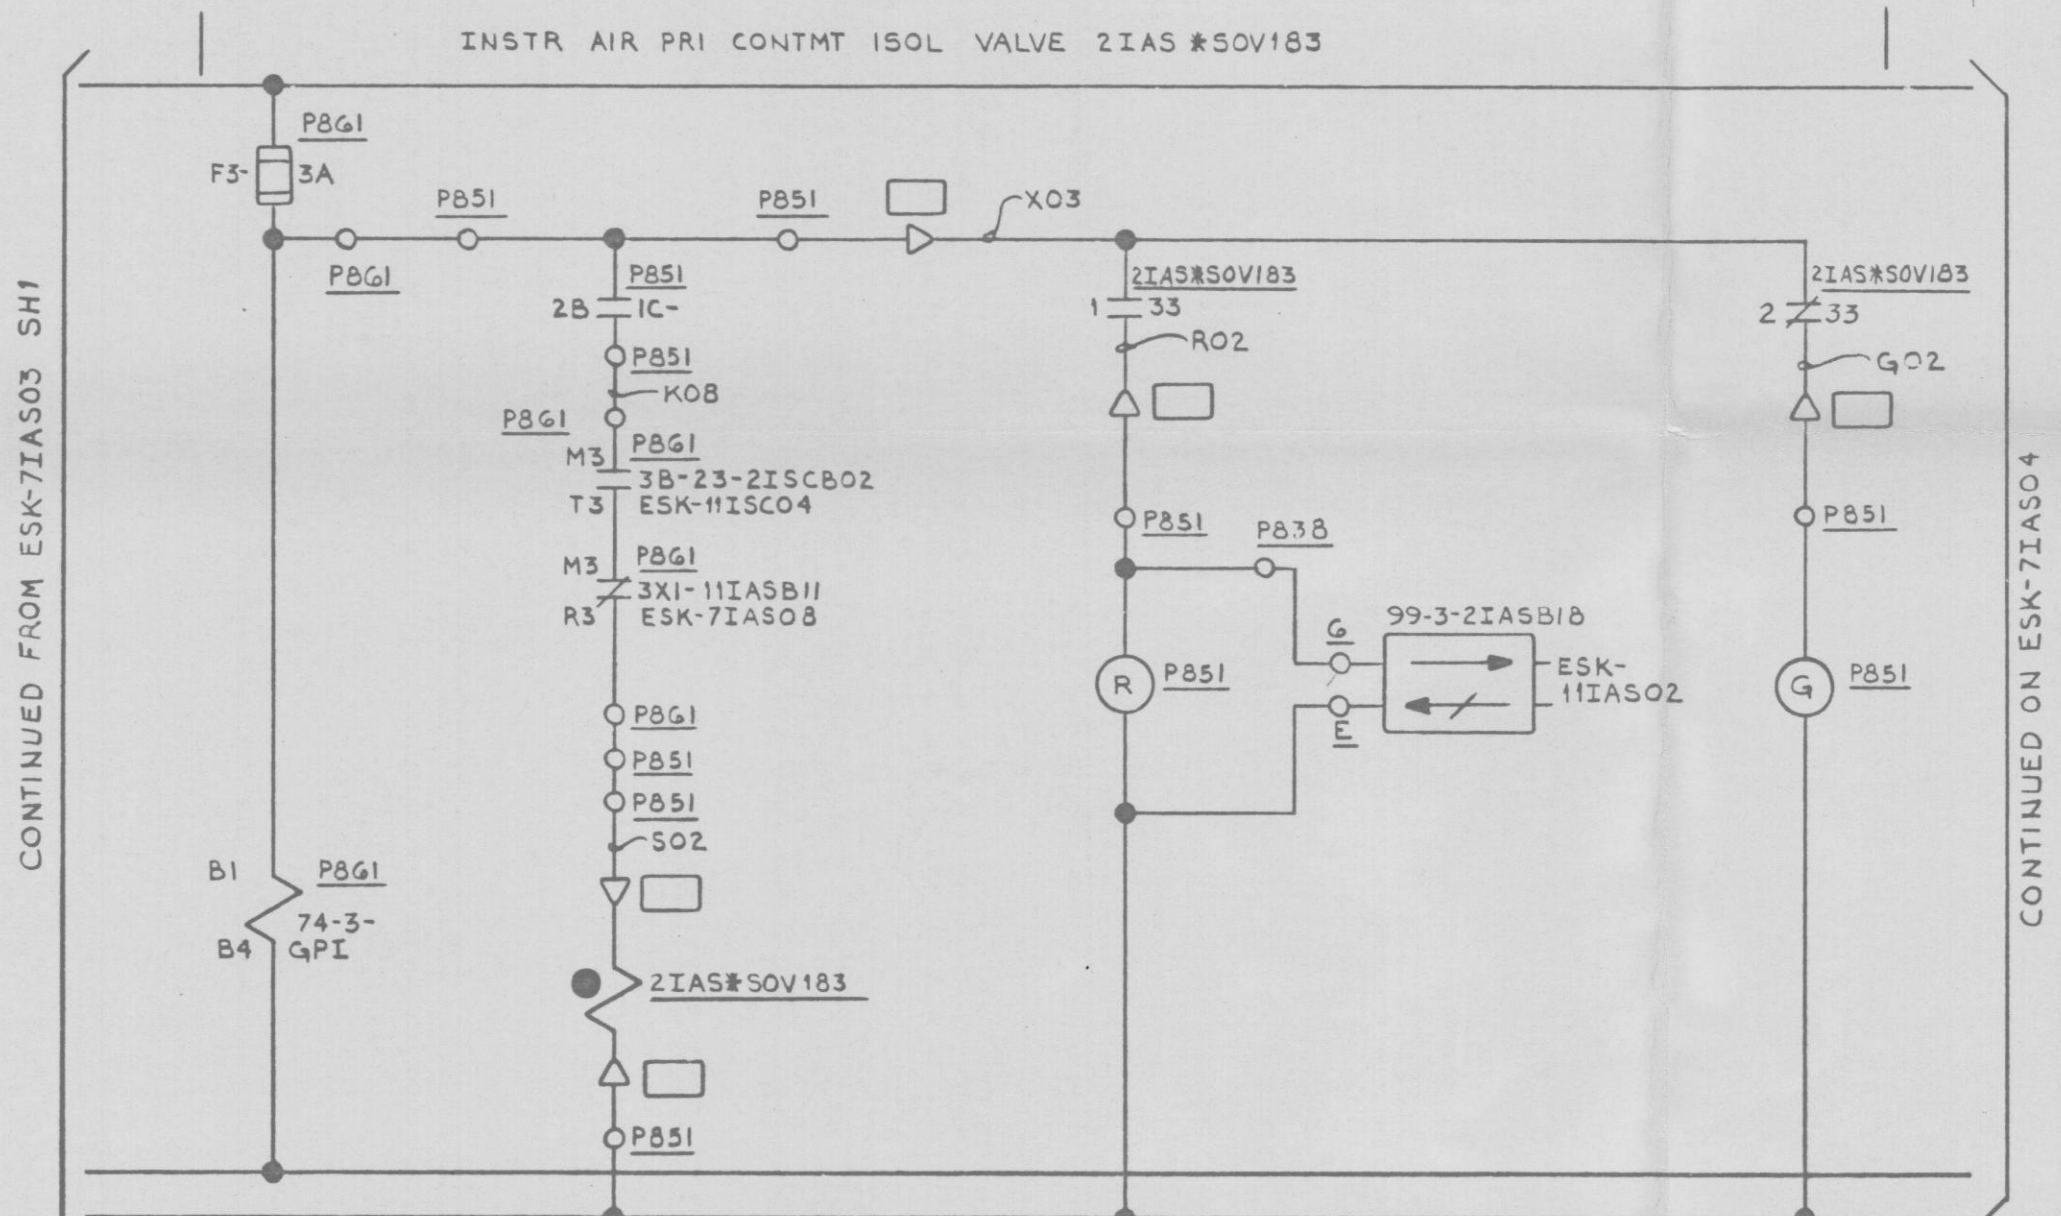 INSTR AIR PRI CONTMT ISOL VALVE 2IAS*SOV183
CONTINUED FROM ESK-7IAS03 SH1
P861
F3- 3A
P851
P851
X03
P861
P851
2B 1C-
P851
K08
P861
P861
M3
3B-23-2ISCB02
T3 ESK-11ISC04
M3 P861
3X1-11IASB11
R3 ESK-7IAS08
P861
P851
P851
S02
B1 P861
74-3-
B4 GPI
2IAS*SOV183
P851
2IAS*SOV183
1 33
R02
P851 P838
99-3-2IASB18
G
R P851
ESK-
11IAS02
E
2IAS*SOV183
2 33
G02
P851
G P851
CONTINUED ON ESK-7IAS04